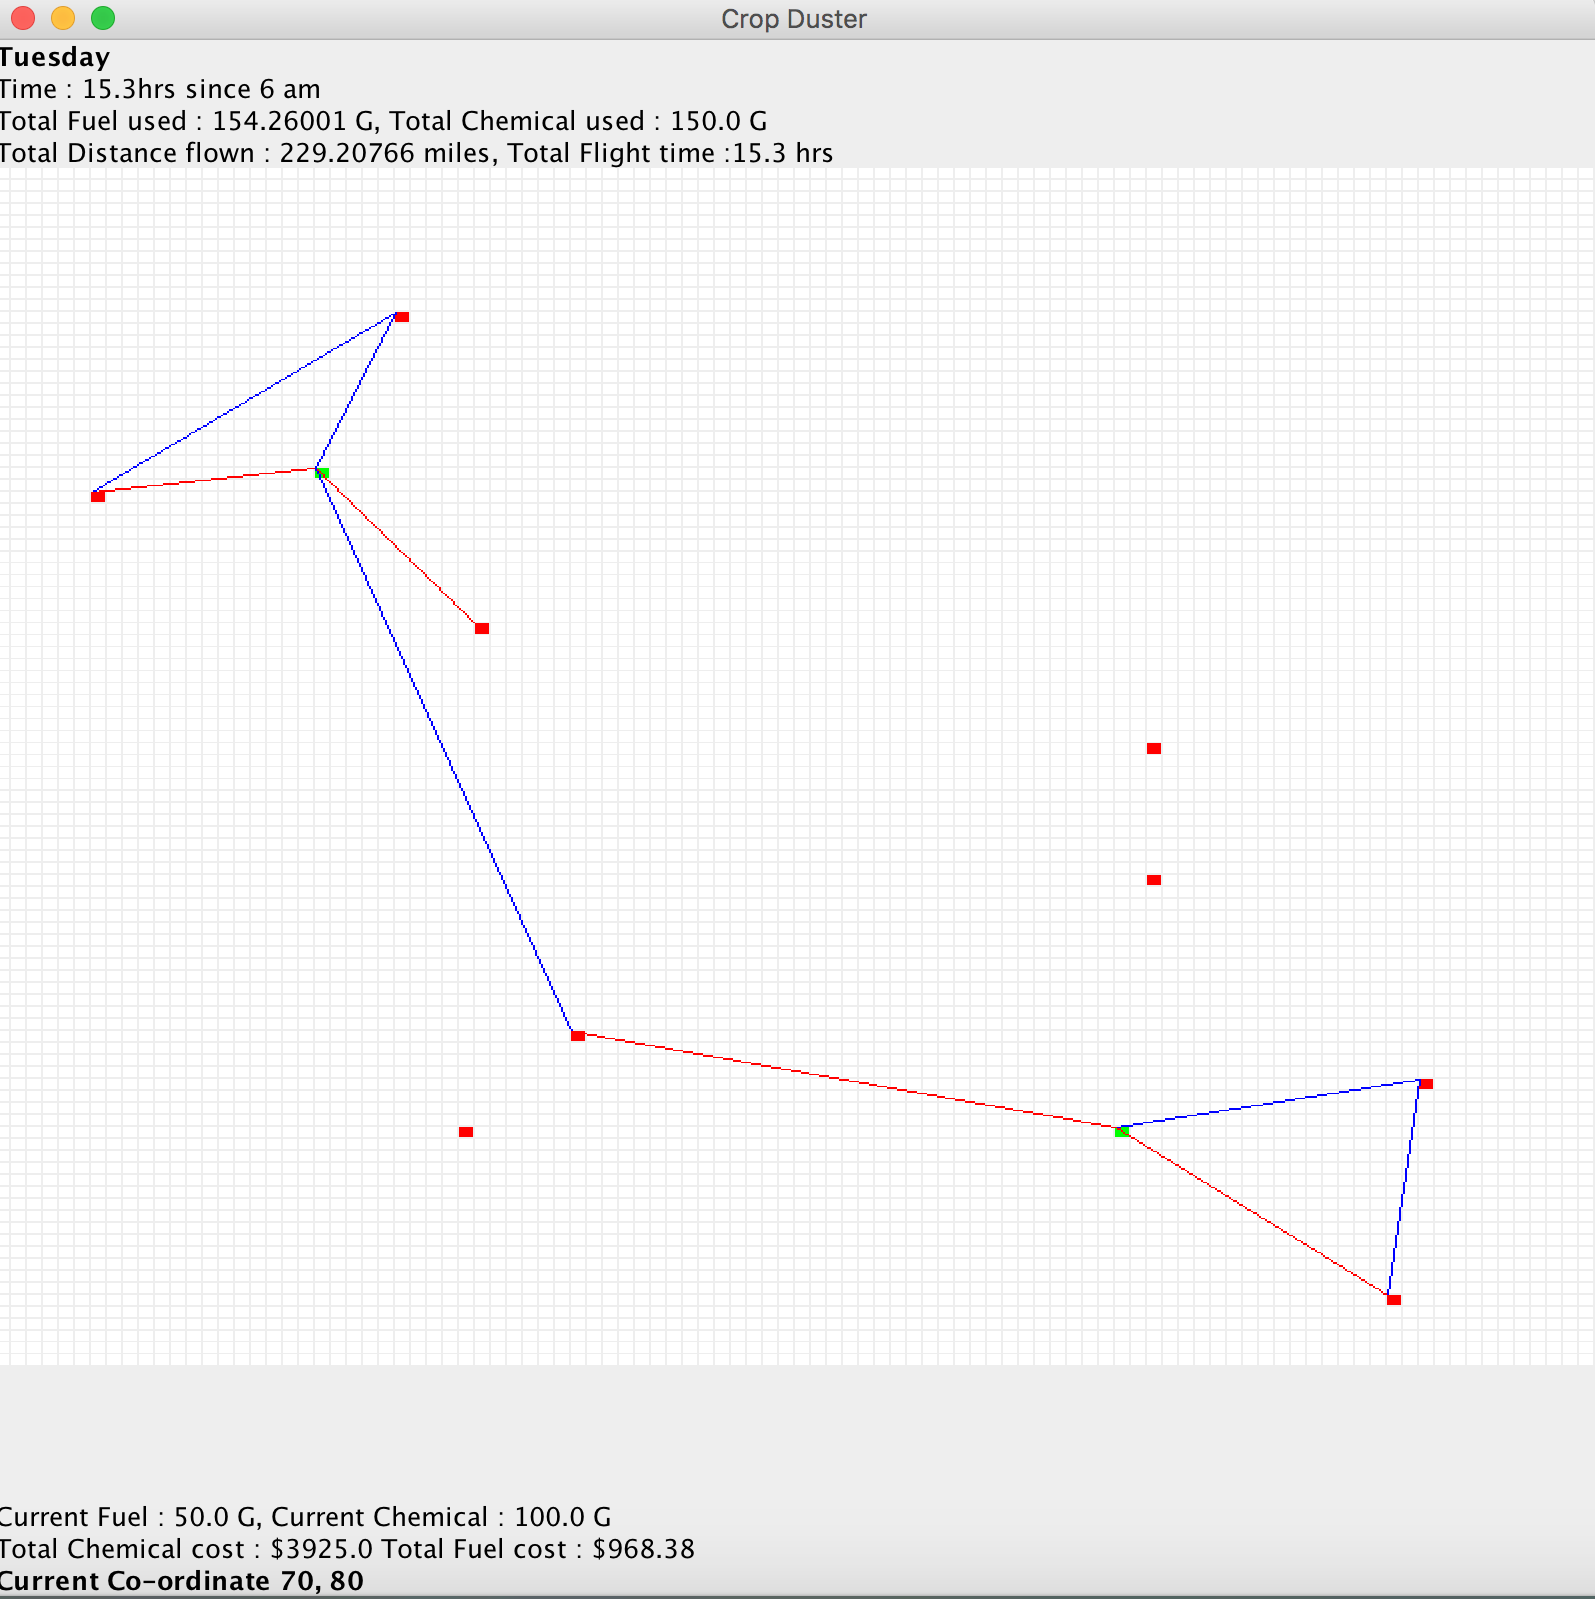 Crop Duster
Tuesday
Time : 15.3hrs since 6 am
Total Fuel used : 154.26001 G, Total Chemical used : 150.0 G
Total Distance flown : 229.20766 miles, Total Flight time :15.3 hrs
Current Fuel : 50.0 G, Current Chemical : 100.0 G
Total Chemical cost : $3925.0 Total Fuel cost : $968.38
Current Co-ordinate 70, 80